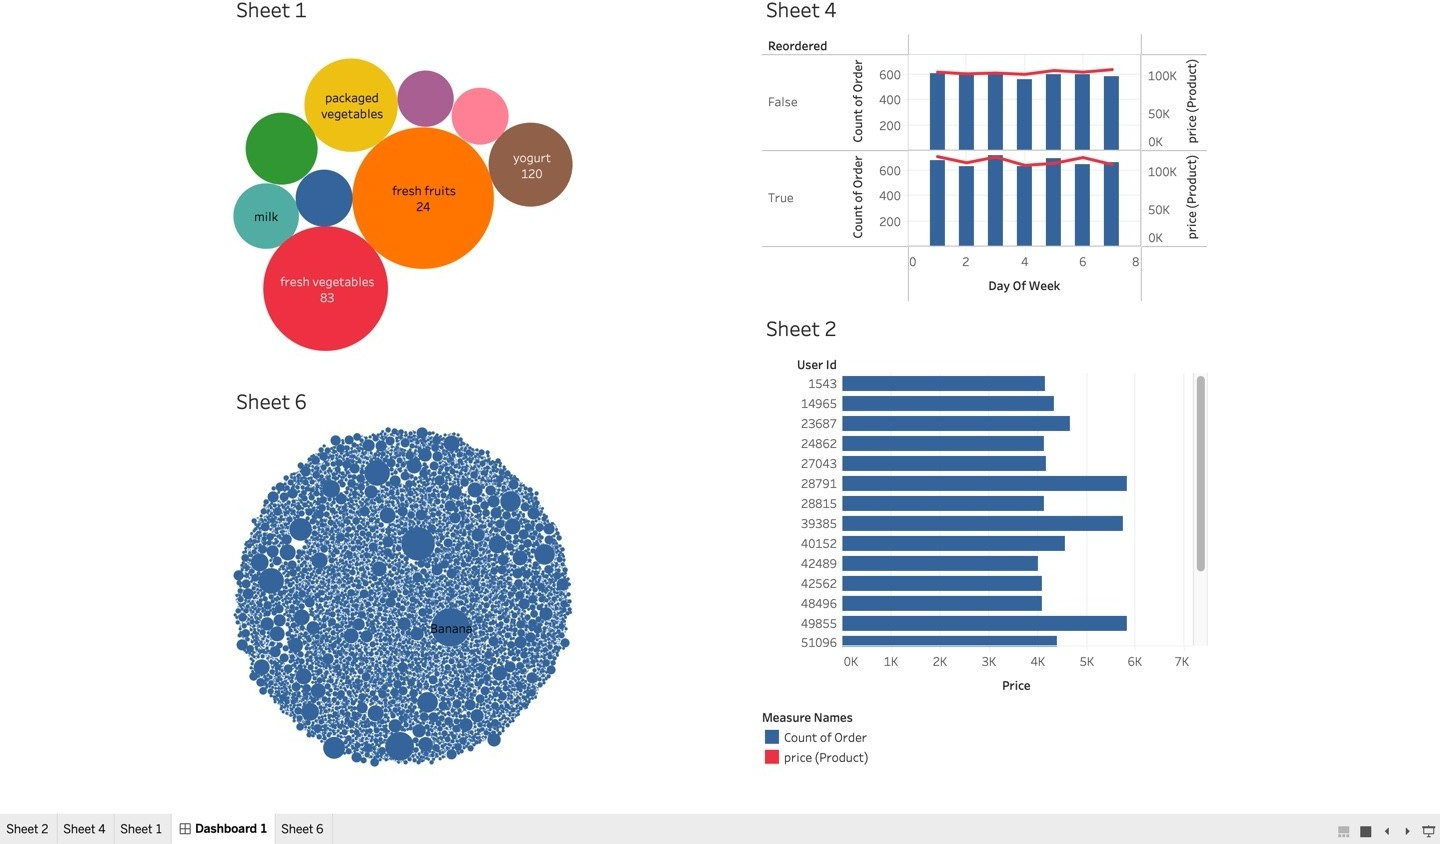 Sheet 1
packaged
vegetables
yogurt
120
fresh fruits
24
milk
fresh vegetables
83
Sheet 6
Banana
Sheet 4
Reordered
False
Count of Order
600
400
200
100K
50K
0K
price (Product)
True
Count of Order
600
400
200
100K
50K
0K
price (Product)
0 2 4 6 8
Day Of Week
Sheet 2
User Id
1543
14965
23687
24862
27043
28791
28815
39385
40152
42489
42562
48496
49855
51096
0K 1K 2K 3K 4K 5K 6K 7K
Price
Measure Names
Count of Order
price (Product)
Sheet 2 Sheet 4 Sheet 1 Dashboard 1 Sheet 6